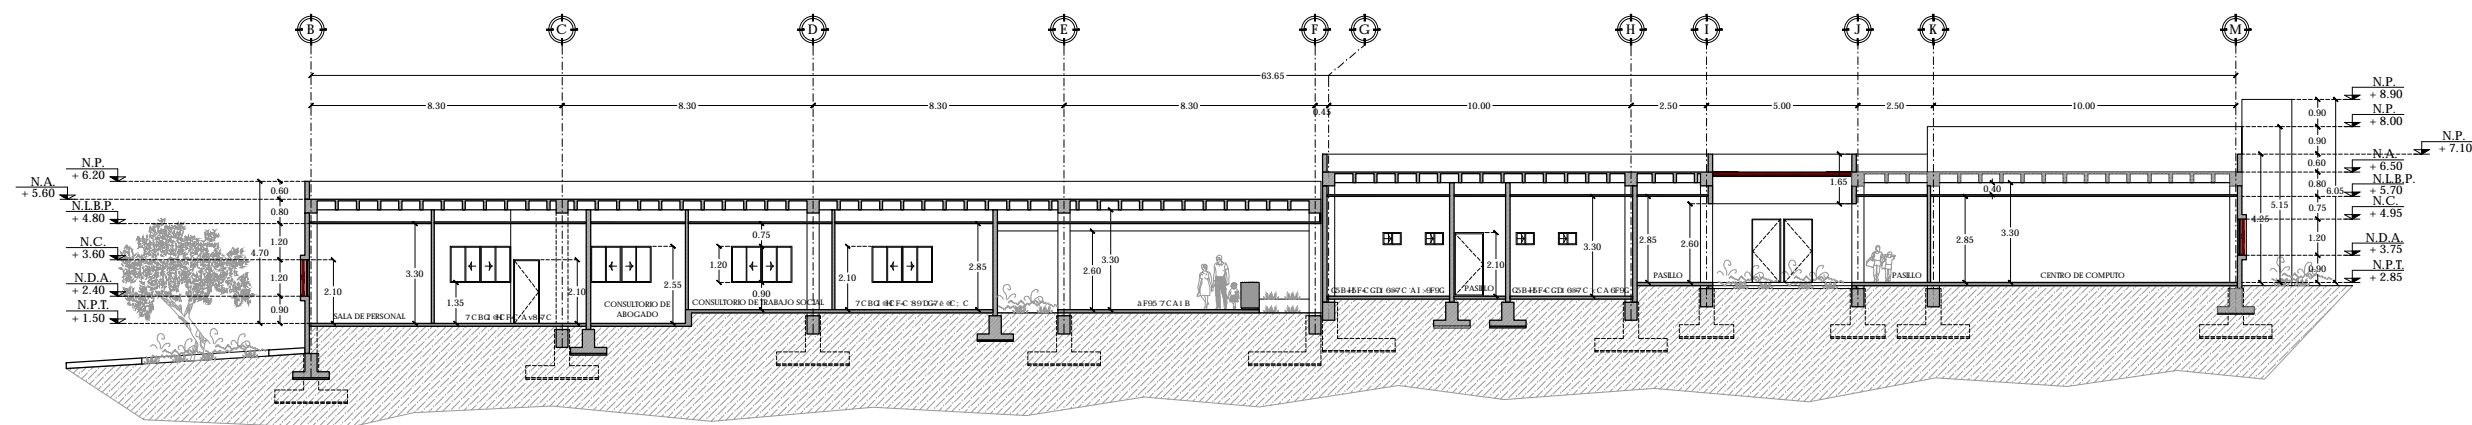 B C D E F G H I J K M
63.65
8.30 8.30 8.30 8.30 0.45 10.00 2.50 5.00 2.50 10.00
N.P.
+ 6.20
N.A.
+ 5.60
N.L.B.P.
+ 4.80
N.C.
+ 3.60
N.D.A.
+ 2.40
N.P.T.
+ 1.50
0.60
0.80
1.20
4.70
1.20
0.90
2.10
3.30
1.35
2.10
2.55
1.20
0.75
0.90
2.10
2.85
2.60
3.30
SALA DE PERSONAL
CONSULTORIO DE
ABOGADO
CONSULTORIO DE TRABAJO SOCIAL
2.10
PASILLO
3.30
2.85
2.60
PASILLO
1.65
PASILLO
2.85
0.40
3.30
CENTRO DE COMPUTO
4.25
5.15
6.05
0.90
0.90
0.60
0.80
0.75
1.20
0.90
N.P.
+ 8.90
N.P.
+ 8.00
N.P.
+ 7.10
N.A.
+ 6.50
N.L.B.P.
+ 5.70
N.C.
+ 4.95
N.D.A.
+ 3.75
N.P.T.
+ 2.85